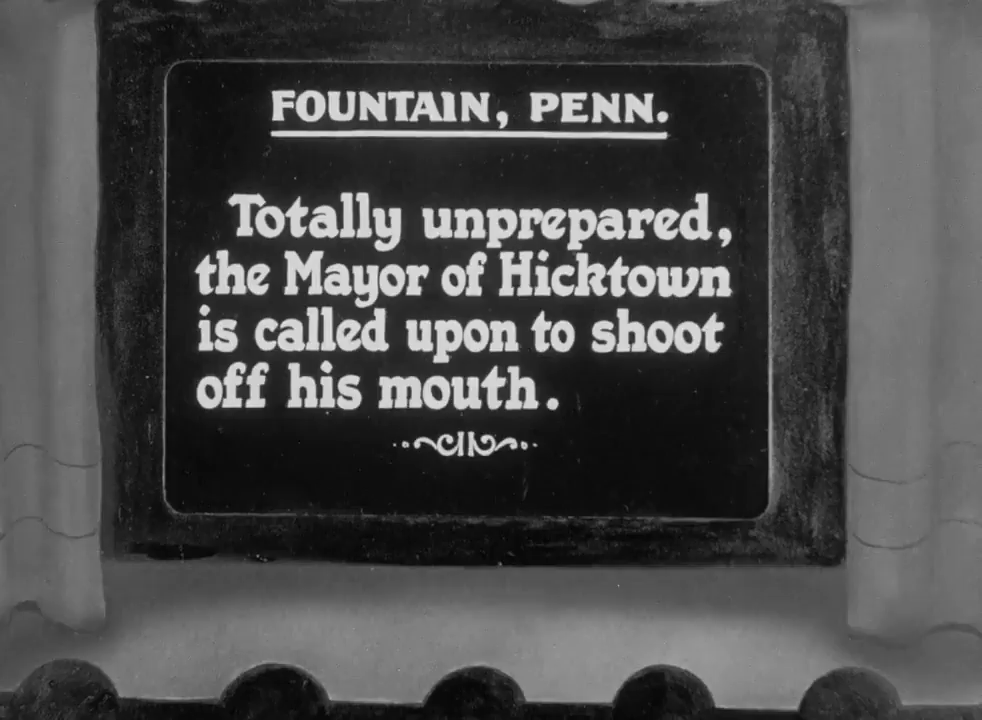 FOUNTAIN, PENN.
Totally unprepared,
the Mayor of Hicktown
is called upon to shoot
off his mouth.